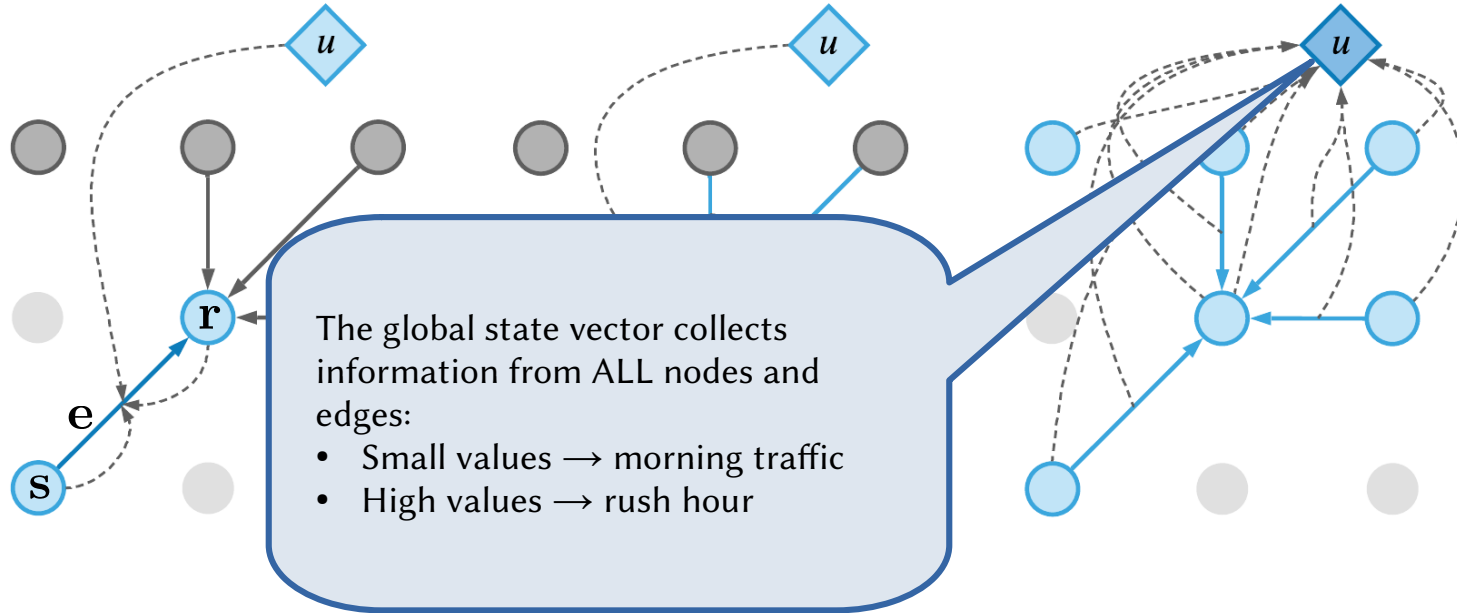 u
u
u
r
e
s
The global state vector collects
information from ALL nodes and
edges:
• Small values → morning traffic
• High values → rush hour